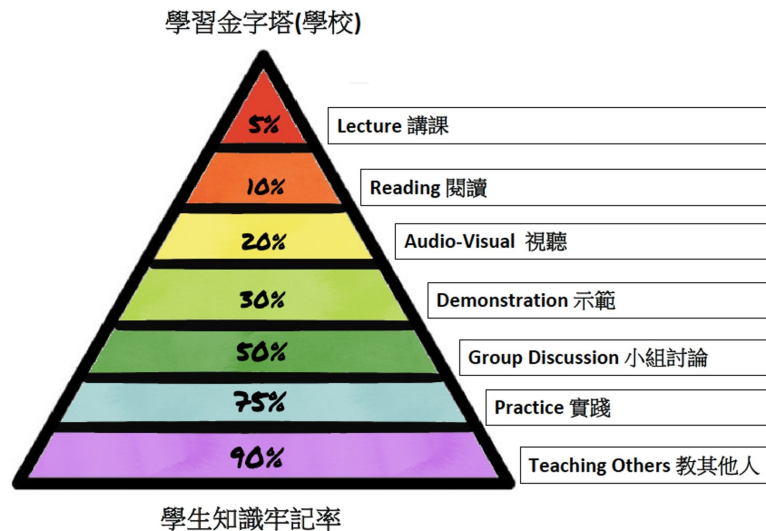 學習金字塔(學校)
5%
Lecture 講課
10%
Reading 閱讀
20%
Audio-Visual 視聽
30%
Demonstration 示範
50%
Group Discussion 小組討論
75%
Practice 實踐
90%
Teaching Others 教其他人
學生知識牢記率